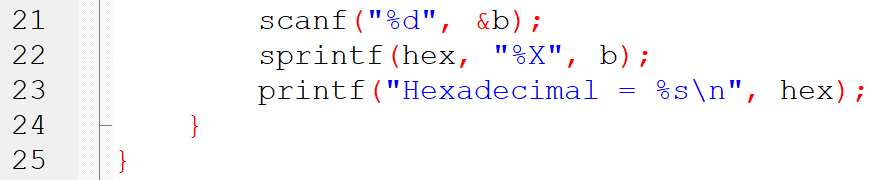 21 scanf("%d", &b);
22 sprintf(hex, "%X", b);
23 printf("Hexadecimal = %s\n", hex);
24 }
25 }